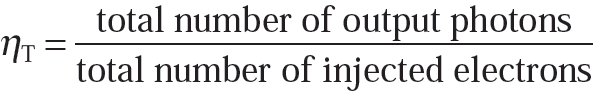 η_T = total number of output photons
total number of injected electrons